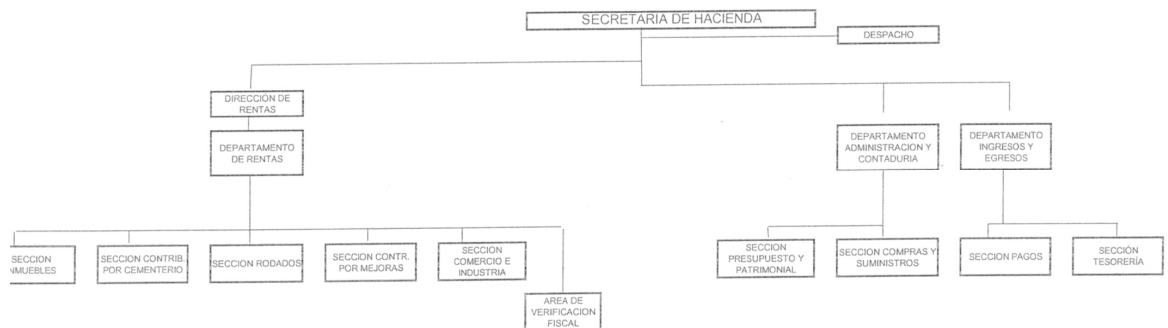 SECRETARIA DE HACIENDA
DESPACHO
DIRECCIÓN DE
RENTAS
DEPARTAMENTO
DE RENTAS
DEPARTAMENTO
ADMINISTRACION Y
CONTADURIA
DEPARTAMENTO
INGRESOS Y
EGRESOS
SECCION
NMUEBLES
SECCION CONTRIB.
POR CEMENTERIO
SECCION RODADOS
SECCION CONTR.
POR MEJORAS
SECCION
COMERCIO E
INDUSTRIA
AREA DE
VERIFICACION
FISCAL
SECCION
PRESUPUESTO Y
PATRIMONIAL
SECCION COMPRAS Y
SUMINISTROS
SECCION PAGOS
SECCIÓN
TESORERÍA